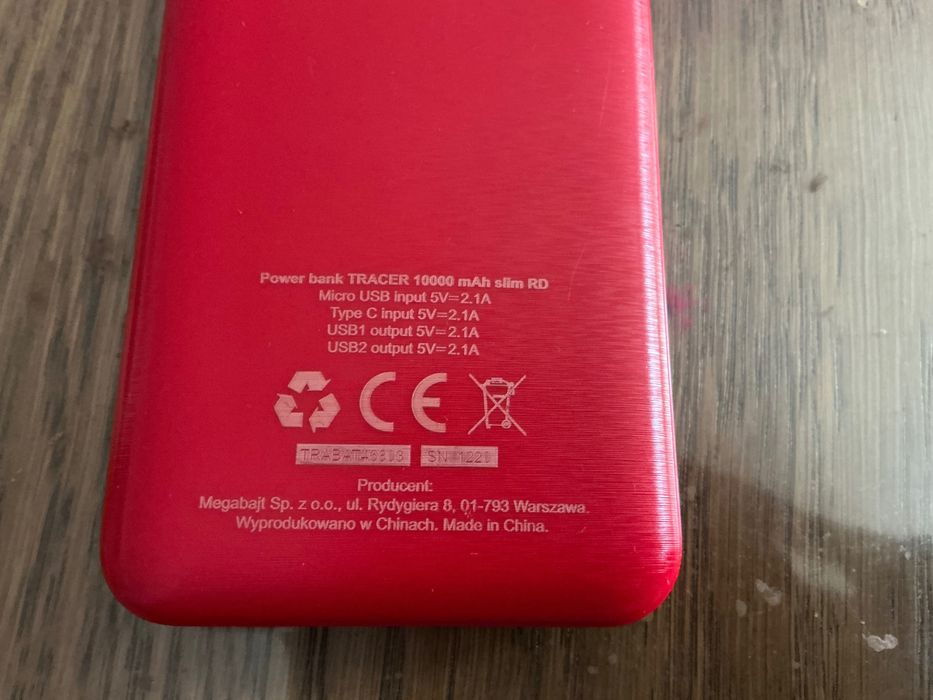 Power bank TRACER 10000 mAh slim RD
Micro USB input 5V⎓2.1A
Type C input 5V⎓2.1A
USB1 output 5V⎓2.1A
USB2 output 5V⎓2.1A
CE
SN 1221
Producent:
Megabajt Sp. z o.o., ul. Rydygiera 8, 01-793 Warszawa.
Wyprodukowano w Chinach. Made in China.